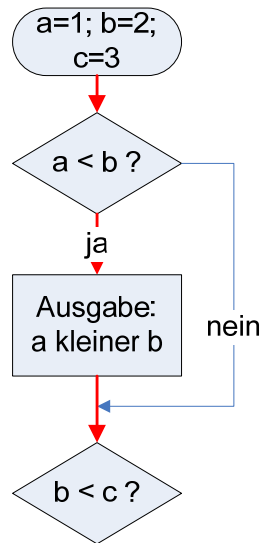 a=1; b=2;
c=3
a < b ?
ja
Ausgabe:
a kleiner b
nein
b < c ?